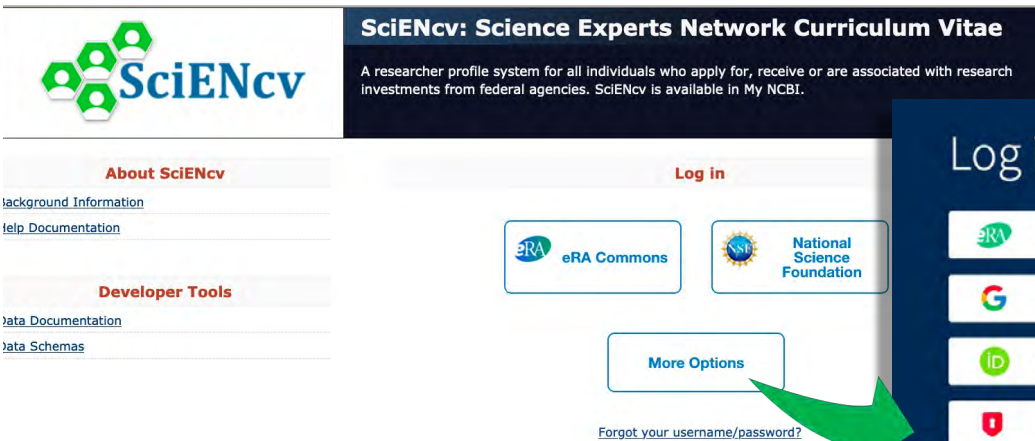 SciENcv: Science Experts Network Curriculum Vitae
SciENcv
A researcher profile system for all individuals who apply for, receive or are associated with research
investments from federal agencies. SciENcv is available in My NCBI.
About SciENcv
Background Information
Help Documentation
Developer Tools
Data Documentation
Data Schemas
Log in
eRA eRA Commons
NSF National
Science
Foundation
More Options
Forgot your username/password?
Log
eRA
G
iD